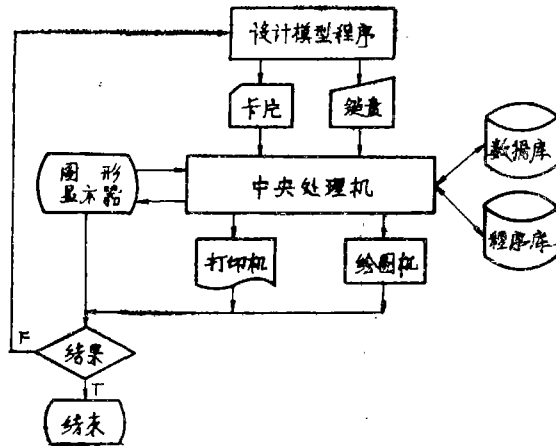 设计模型程序
卡片
键盘
图形
显示器
中央处理机
数据库
程序库
打印机
绘图机
F
结果
T
结束